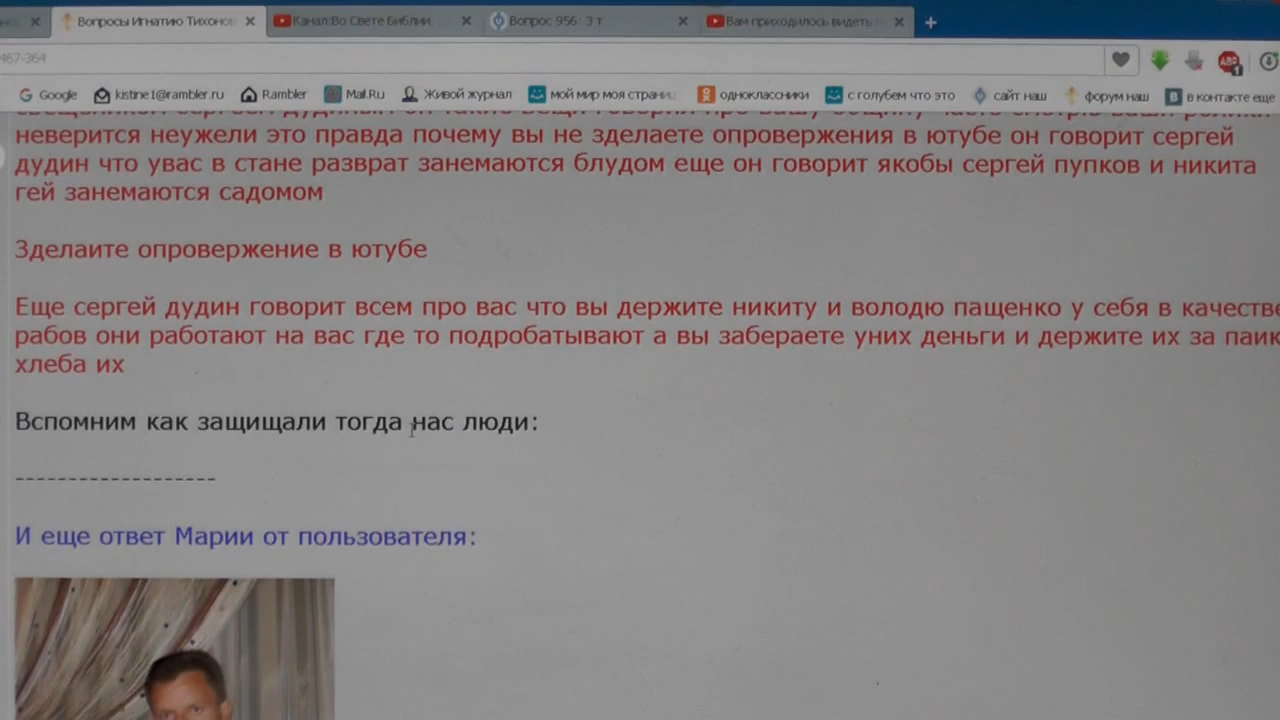 Вопросы Игнатию Тихонов
Канал:Во Свете Библии.
Вопрос 956: 3 т
Вам приходилось видеть
467-364
Google
kistine1@rambler.ru
Rambler
Mail.Ru
Живой журнал
мой мир моя страниц
одноклассники
с голубем что это
сайт наш
форум наш
в контакте еще
неверится неужели это правда почему вы не зделаете опровержения в ютубе он говорит сергей
дудин что увас в стане разврат занемаются блудом еще он говорит якобы сергей пупков и никита
гей занемаются садомом
Зделаите опровержение в ютубе
Еще сергей дудин говорит всем про вас что вы держите никиту и володю пащенко у себя в качестве
рабов они работают на вас где то подробатывают а вы забераете уних деньги и держите их за паик
хлеба их
Вспомним как защищали тогда нас люди:
-------------------
И еще ответ Марии от пользователя: